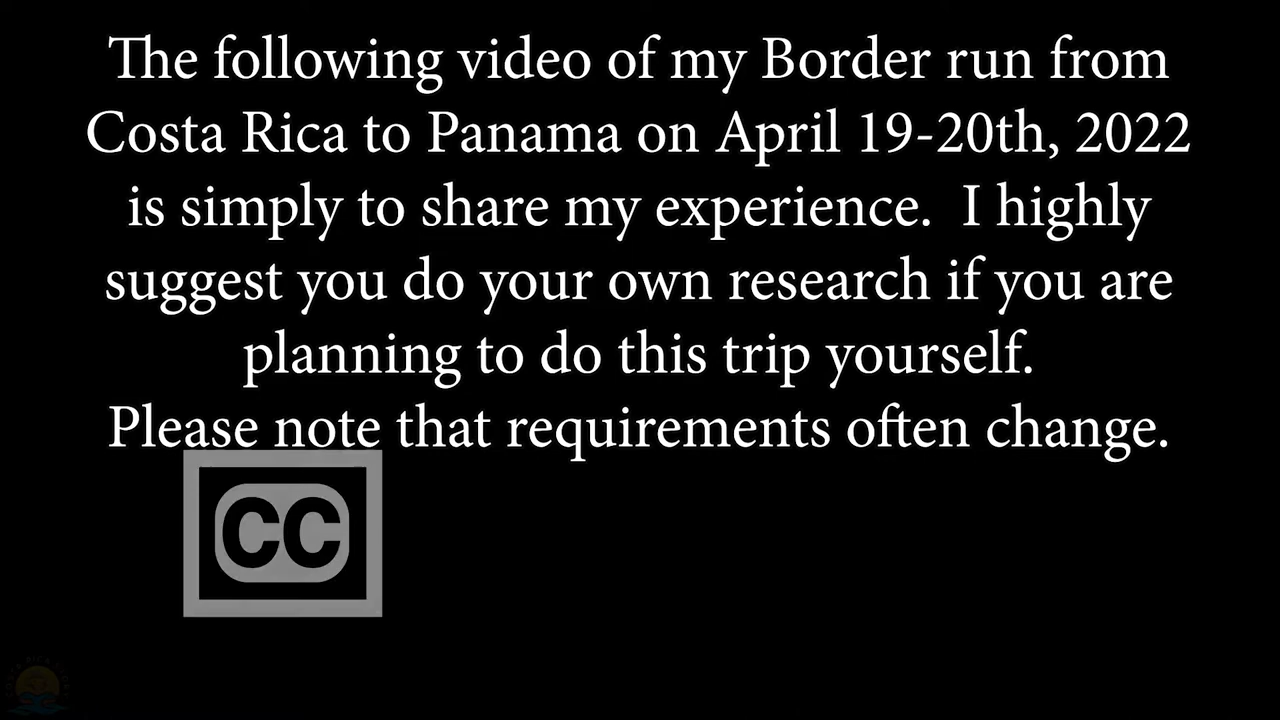 The following video of my Border run from
Costa Rica to Panama on April 19-20th, 2022
is simply to share my experience.  I highly
suggest you do your own research if you are
planning to do this trip yourself.
Please note that requirements often change.
CC